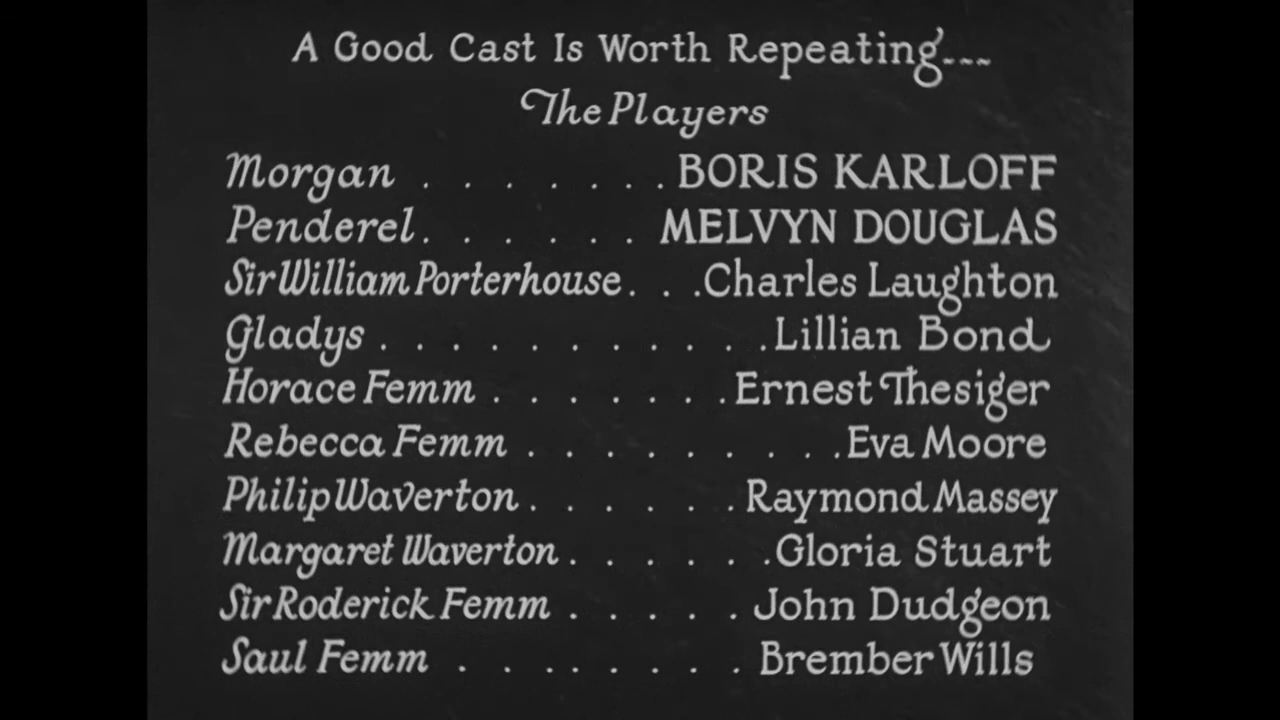 A Good Cast Is Worth Repeating---
The Players
Morgan . . . . . . . BORIS KARLOFF
Penderel . . . . . . MELVYN DOUGLAS
Sir William Porterhouse . . . Charles Laughton
Gladys . . . . . . . . . . . Lillian Bond
Horace Femm . . . . . . . Ernest Thesiger
Rebecca Femm . . . . . . . . . Eva Moore
Philip Waverton . . . . . . Raymond Massey
Margaret Waverton . . . . . . Gloria Stuart
Sir Roderick Femm . . . . . John Dudgeon
Saul Femm . . . . . . . Brember Wills